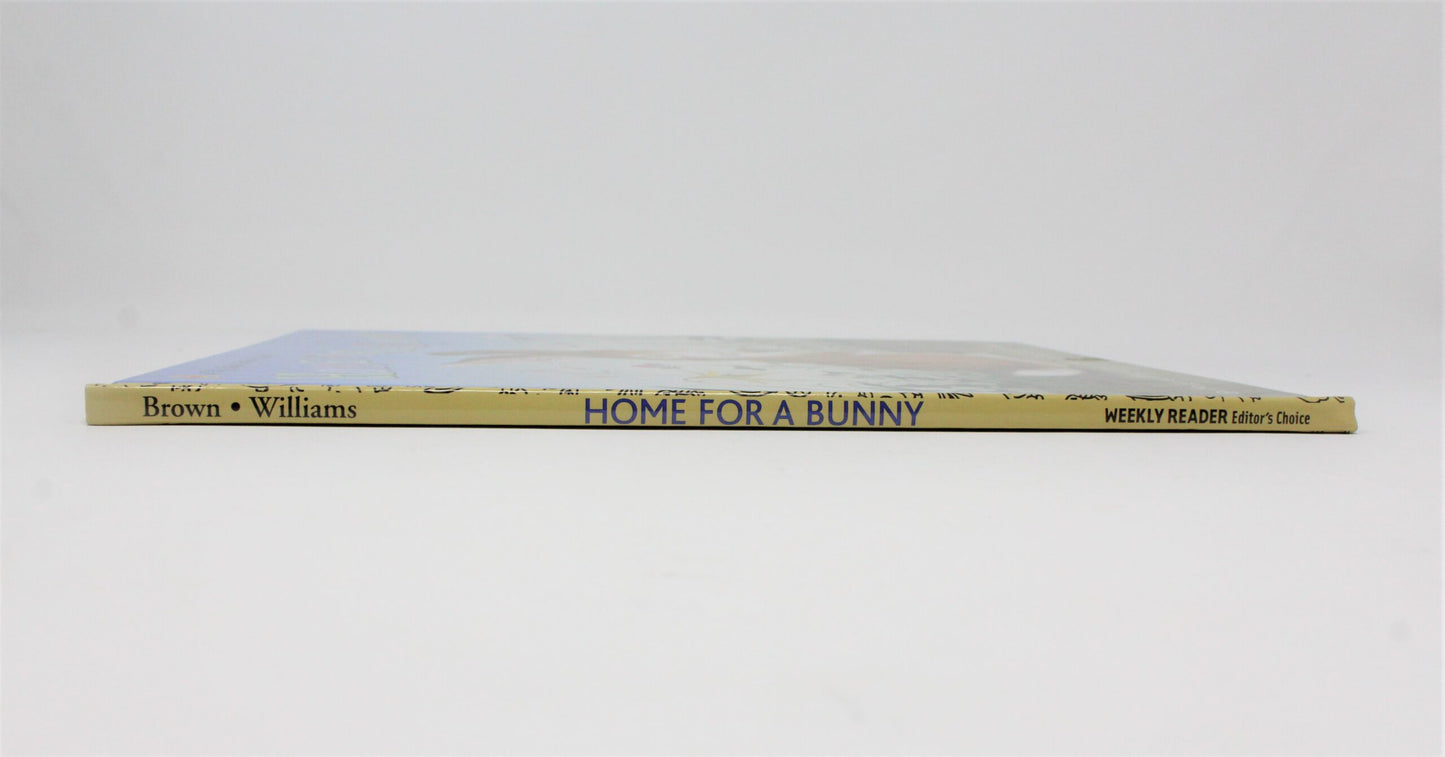 Brown • Williams HOME FOR A BUNNY WEEKLY READER Editor's Choice